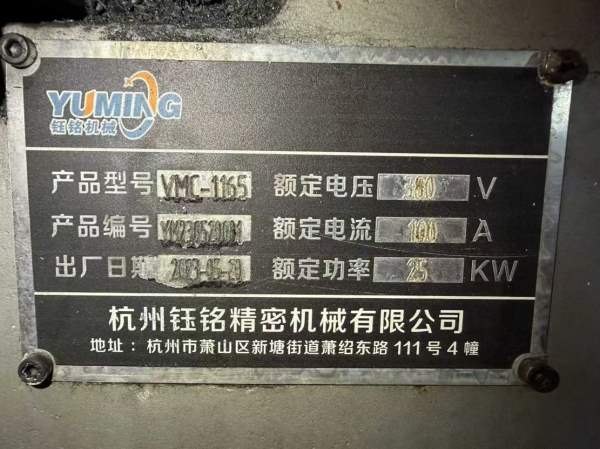 YUMING
钰铭机械
产品型号 VMC-1165 额定电压 380 V
产品编号 额定电流 100 A
出厂日期 额定功率 25 KW
杭州钰铭精密机械有限公司
地址：杭州市萧山区新塘街道萧绍东路111号4幢